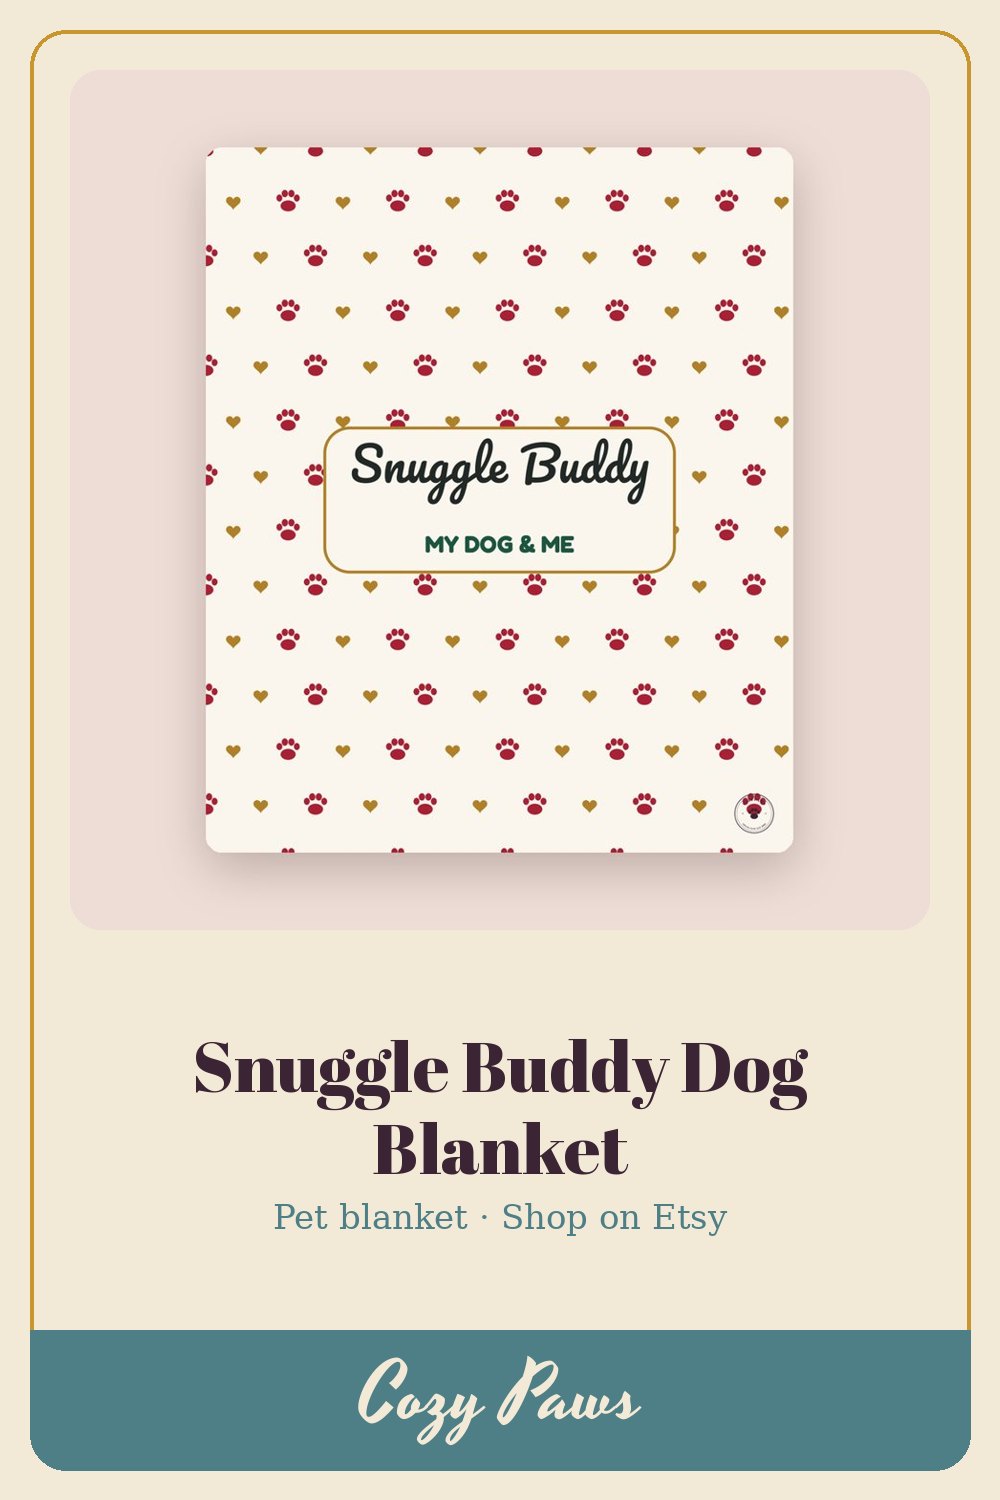 Snuggle Buddy
MY DOG & ME
Snuggle Buddy Dog
Blanket
Pet blanket · Shop on Etsy
Cozy Paws